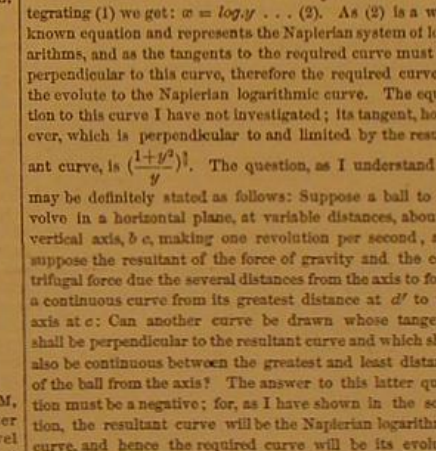 tegrating (1) we get: x = log.y . . . (2). As (2) is a w
known equation and represents the Napierian system of lo
arithms, and as the tangents to the required curve must
perpendicular to this curve, therefore the required curve
the evolute to the Napierian logarithmic curve. The equ
tion to this curve I have not investigated; its tangent, ho
ever, which is perpendicular to and limited by the resu
ant curve, is ((1+y²)/y)^(3/2). The question, as I understand
may be definitely stated as follows: Suppose a ball to
volve in a horizontal plane, at variable distances, abou
vertical axis, b c, making one revolution per second, a
suppose the resultant of the force of gravity and the c
trifugal force due the several distances from the axis to fo
a continuous curve from its greatest distance at d' to
axis at c: Can another curve be drawn whose tange
shall be perpendicular to the resultant curve and which sh
also be continuous between the greatest and least distan
of the ball from the axis? The answer to this latter qu
tion must be a negative; for, as I have shown in the so
tion, the resultant curve will be the Napierian logarith
curve, and hence the required curve will be its evolu
M,
er
vel